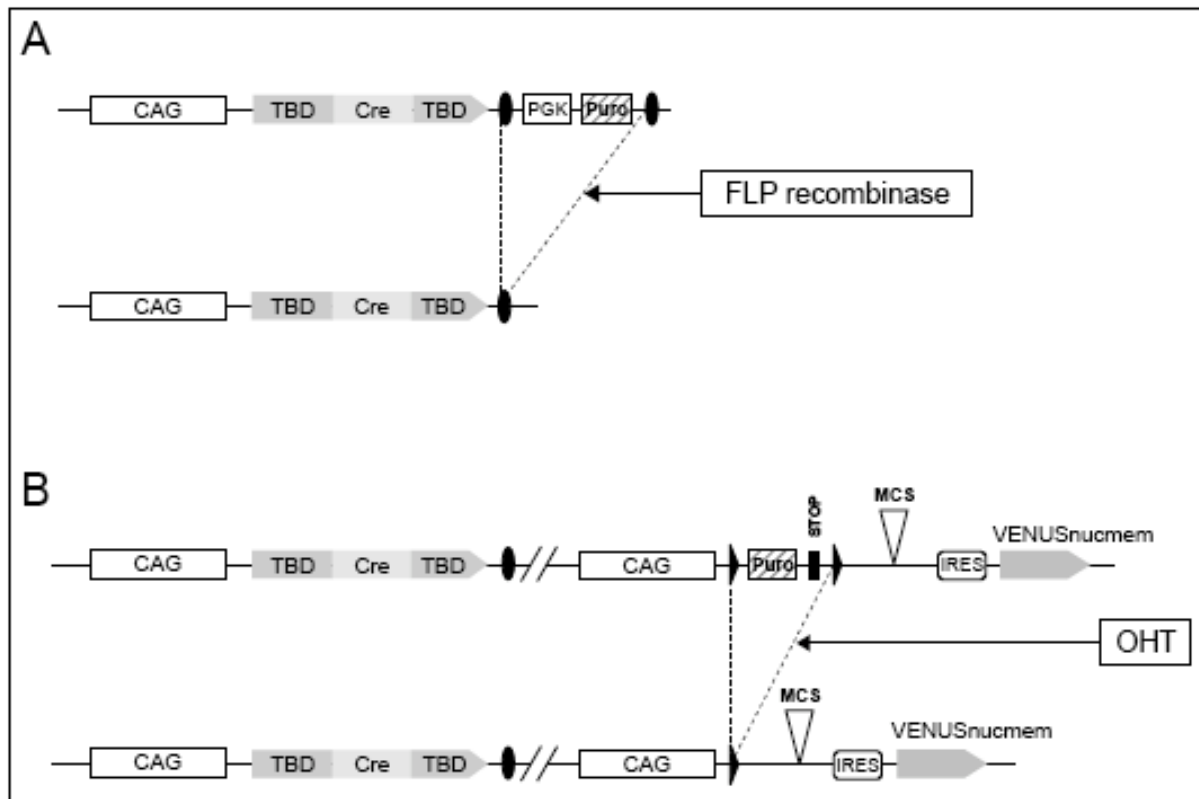 A
CAG TBD Cre TBD PGK Puro
FLP recombinase
CAG TBD Cre TBD
B
MCS
STOP
VENUSnucmem
CAG TBD Cre TBD CAG Puro IRES
OHT
MCS
VENUSnucmem
CAG TBD Cre TBD CAG IRES